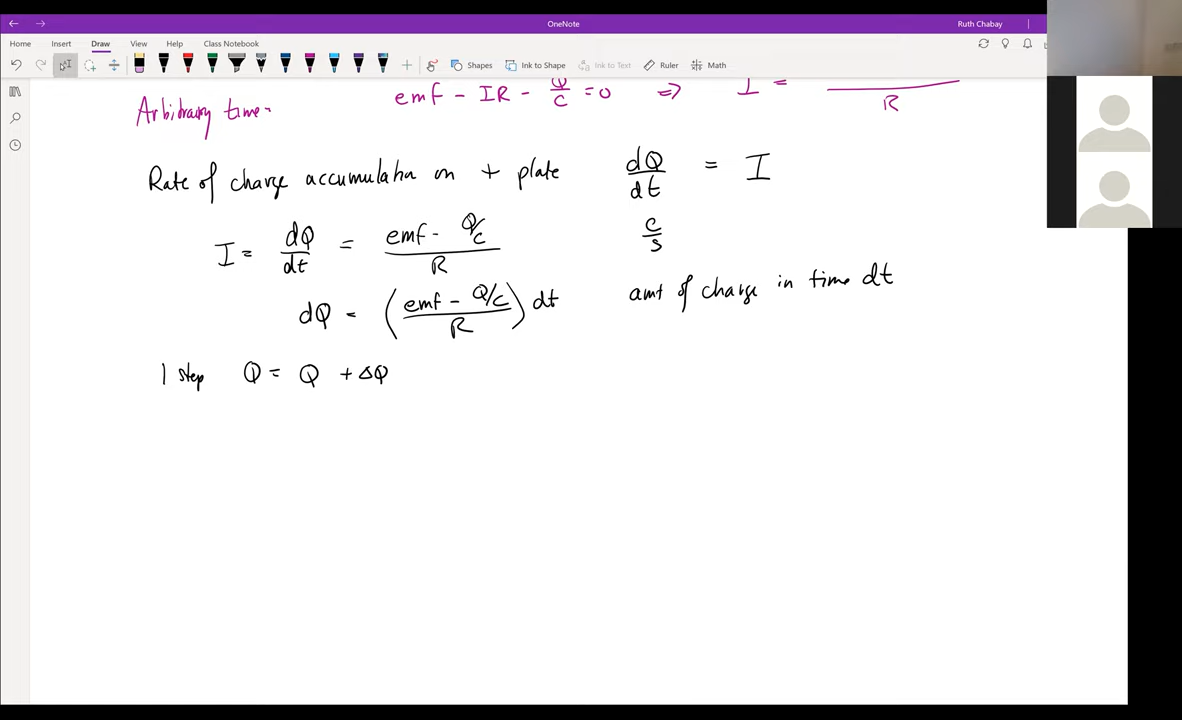 OneNote
Ruth Chabay
Home Insert Draw View Help Class Notebook
Shapes Ink to Shape Ink to Text Ruler Math
Arbitrary time- emf - IR - Q/C = 0 ⇒ I = / R
Rate of charge accumulation on + plate dQ/dt = I
I = dQ/dt = (emf - Q/C)/R C/S
dQ = ((emf - Q/C)/R) dt amt of charge in time dt
1 step Q = Q + ΔQ